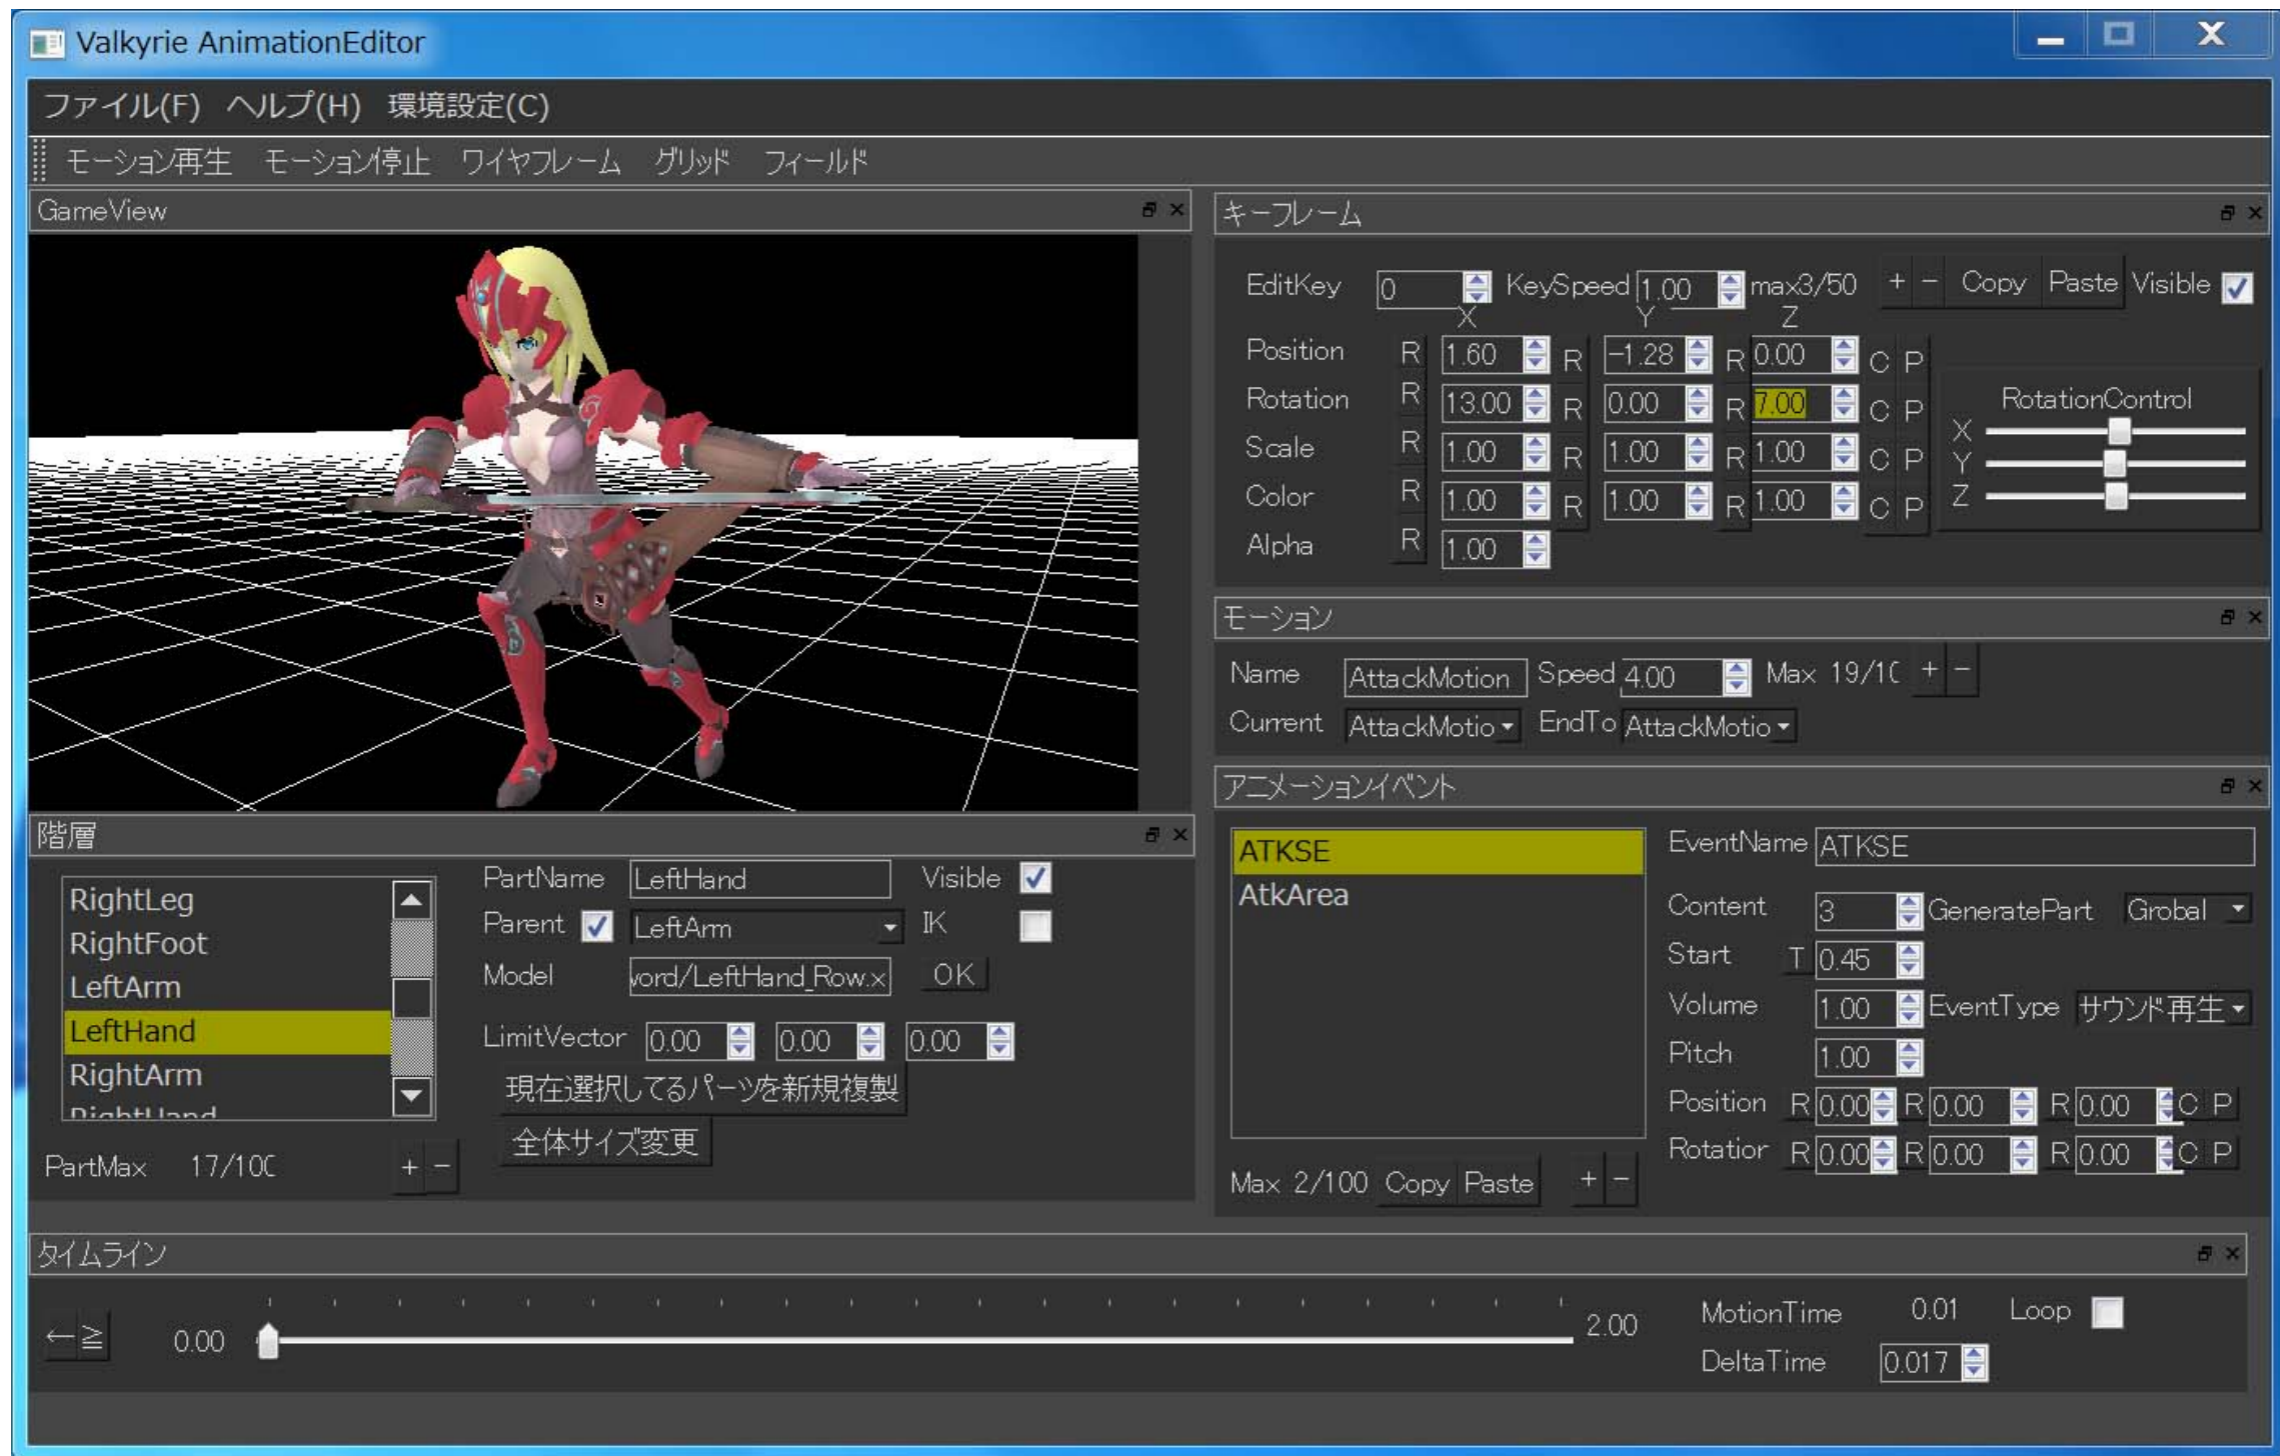 Valkyrie AnimationEditor
ファイル(F) ヘルプ(H) 環境設定(C)
モーション再生 モーション停止 ワイヤフレーム グリッド フィールド
GameView
キーフレーム
EditKey 0 KeySpeed 1.00 max3/50 + - Copy Paste Visible
X Y Z
Position R 1.60 R -1.28 R 0.00 C P
Rotation R 13.00 R 0.00 R 7.00 C P
Scale R 1.00 R 1.00 R 1.00 C P
Color R 1.00 R 1.00 R 1.00 C P
Alpha R 1.00
RotationControl
X
Y
Z
モーション
Name AttackMotion Speed 4.00 Max 19/10 + -
Current AttackMotio EndTo AttackMotio
階層
RightLeg
RightFoot
LeftArm
LeftHand
RightArm
RightHand
PartMax 17/100 + -
PartName LeftHand Visible
Parent LeftArm IK
Model word/LeftHand_Row.x OK
LimitVector 0.00 0.00 0.00
現在選択してるパーツを新規複製
全体サイズ変更
アニメーションイベント
ATKSE
AtkArea
Max 2/100 Copy Paste + -
EventName ATKSE
Content 3 GeneratePart Grobal
Start T 0.45
Volume 1.00 EventType サウンド再生
Pitch 1.00
Position R 0.00 R 0.00 R 0.00 C P
Rotatior R 0.00 R 0.00 R 0.00 C P
タイムライン
←≧ 0.00 2.00
MotionTime 0.01 Loop
DeltaTime 0.017